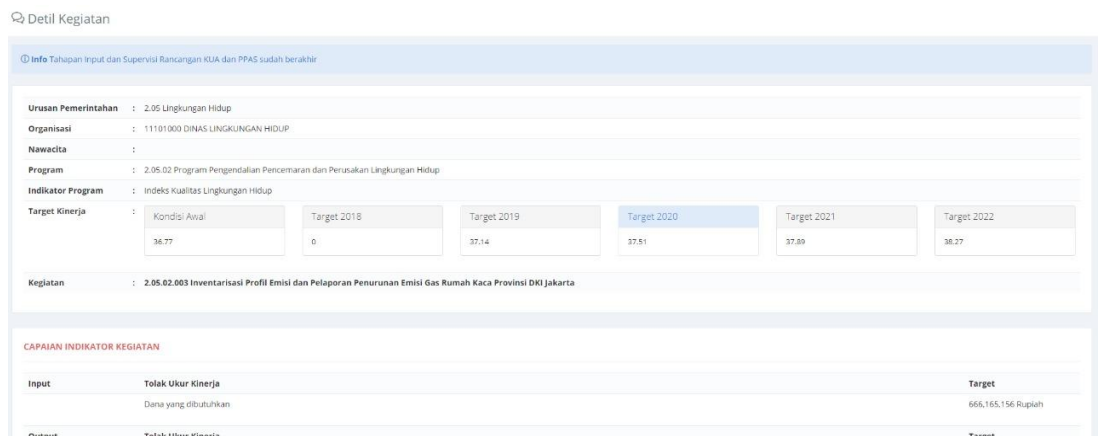 Detil Kegiatan
Info Tahapan Input dan Supervisi Rancangan KUA dan PPAS sudah berakhir
Urusan Pemerintahan : 2.05 Lingkungan Hidup
Organisasi : 11101000 DINAS LINGKUNGAN HIDUP
Nawacita :
Program : 2.05.02 Program Pengendalian Pencemaran dan Perusakan Lingkungan Hidup
Indikator Program : Indeks Kualitas Lingkungan Hidup
Target Kinerja : Kondisi Awal Target 2018 Target 2019 Target 2020 Target 2021 Target 2022
36.77 0 37.14 37.51 37.89 38.27
Kegiatan : 2.05.02.003 Inventarisasi Profil Emisi dan Pelaporan Penurunan Emisi Gas Rumah Kaca Provinsi DKI Jakarta
CAPAIAN INDIKATOR KEGIATAN
Input Tolak Ukur Kinerja Target
Dana yang dibutuhkan 666,165,156 Rupiah
Output Tolak Ukur Kinerja Target